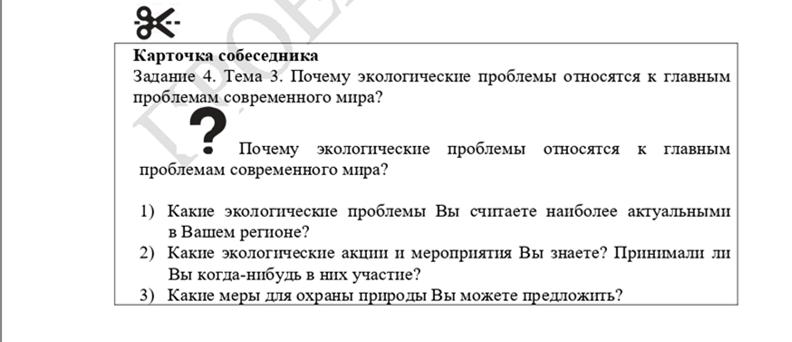 Карточка собеседника
Задание 4. Тема 3. Почему экологические проблемы относятся к главным
проблемам современного мира?
? Почему экологические проблемы относятся к главным
проблемам современного мира?
1) Какие экологические проблемы Вы считаете наиболее актуальными
в Вашем регионе?
2) Какие экологические акции и мероприятия Вы знаете? Принимали ли
Вы когда-нибудь в них участие?
3) Какие меры для охраны природы Вы можете предложить?